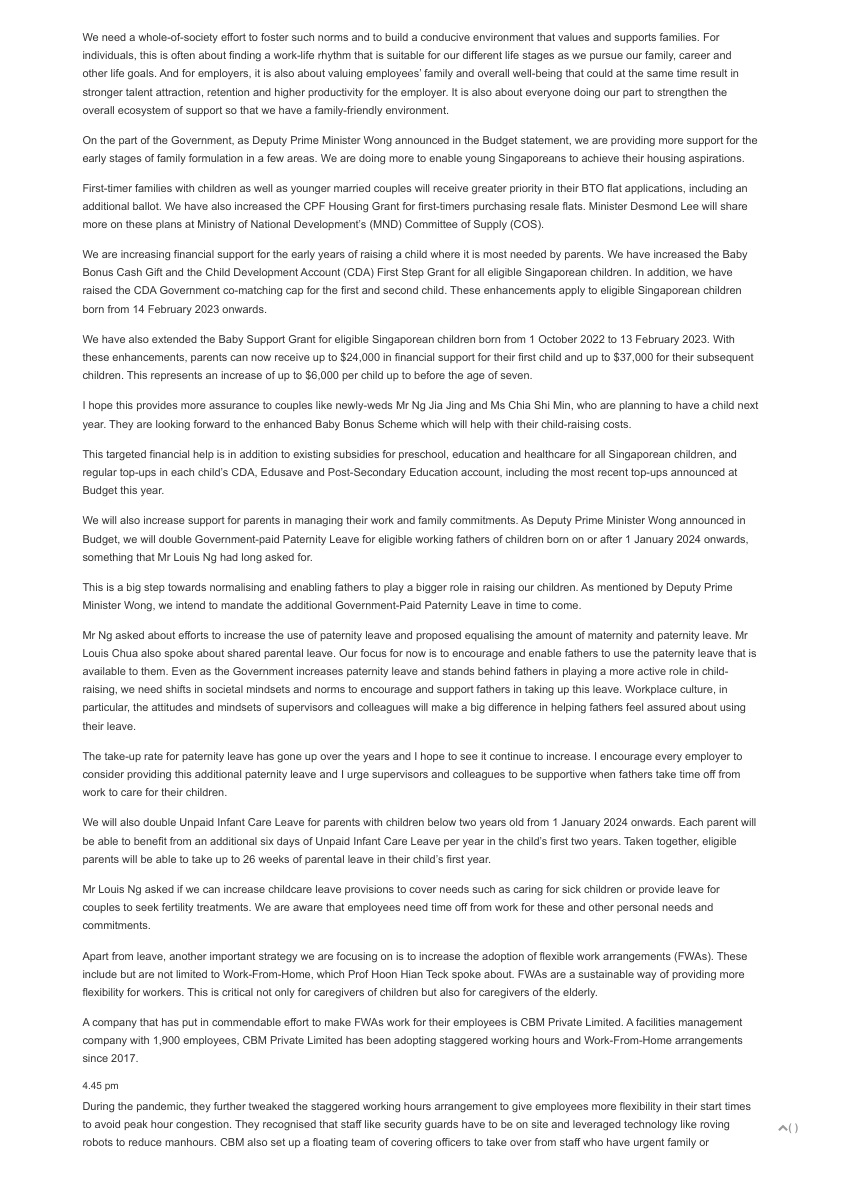 We need a whole-of-society effort to foster such norms and to build a conducive environment that values and supports families. For
individuals, this is often about finding a work-life rhythm that is suitable for our different life stages as we pursue our family, career and
other life goals. And for employers, it is also about valuing employees' family and overall well-being that could at the same time result in
stronger talent attraction, retention and higher productivity for the employer. It is also about everyone doing our part to strengthen the
overall ecosystem of support so that we have a family-friendly environment.
On the part of the Government, as Deputy Prime Minister Wong announced in the Budget statement, we are providing more support for the
early stages of family formulation in a few areas. We are doing more to enable young Singaporeans to achieve their housing aspirations.
First-timer families with children as well as younger married couples will receive greater priority in their BTO flat applications, including an
additional ballot. We have also increased the CPF Housing Grant for first-timers purchasing resale flats. Minister Desmond Lee will share
more on these plans at Ministry of National Development's (MND) Committee of Supply (COS).
We are increasing financial support for the early years of raising a child where it is most needed by parents. We have increased the Baby
Bonus Cash Gift and the Child Development Account (CDA) First Step Grant for all eligible Singaporean children. In addition, we have
raised the CDA Government co-matching cap for the first and second child. These enhancements apply to eligible Singaporean children
born from 14 February 2023 onwards.
We have also extended the Baby Support Grant for eligible Singaporean children born from 1 October 2022 to 13 February 2023. With
these enhancements, parents can now receive up to $24,000 in financial support for their first child and up to $37,000 for their subsequent
children. This represents an increase of up to $6,000 per child up to before the age of seven.
I hope this provides more assurance to couples like newly-weds Mr Ng Jia Jing and Ms Chia Shi Min, who are planning to have a child next
year. They are looking forward to the enhanced Baby Bonus Scheme which will help with their child-raising costs.
This targeted financial help is in addition to existing subsidies for preschool, education and healthcare for all Singaporean children, and
regular top-ups in each child's CDA, Edusave and Post-Secondary Education account, including the most recent top-ups announced at
Budget this year.
We will also increase support for parents in managing their work and family commitments. As Deputy Prime Minister Wong announced in
Budget, we will double Government-paid Paternity Leave for eligible working fathers of children born on or after 1 January 2024 onwards,
something that Mr Louis Ng had long asked for.
This is a big step towards normalising and enabling fathers to play a bigger role in raising our children. As mentioned by Deputy Prime
Minister Wong, we intend to mandate the additional Government-Paid Paternity Leave in time to come.
Mr Ng asked about efforts to increase the use of paternity leave and proposed equalising the amount of maternity and paternity leave. Mr
Louis Chua also spoke about shared parental leave. Our focus for now is to encourage and enable fathers to use the paternity leave that is
available to them. Even as the Government increases paternity leave and stands behind fathers in playing a more active role in child-
raising, we need shifts in societal mindsets and norms to encourage and support fathers in taking up this leave. Workplace culture, in
particular, the attitudes and mindsets of supervisors and colleagues will make a big difference in helping fathers feel assured about using
their leave.
The take-up rate for paternity leave has gone up over the years and I hope to see it continue to increase. I encourage every employer to
consider providing this additional paternity leave and I urge supervisors and colleagues to be supportive when fathers take time off from
work to care for their children.
We will also double Unpaid Infant Care Leave for parents with children below two years old from 1 January 2024 onwards. Each parent will
be able to benefit from an additional six days of Unpaid Infant Care Leave per year in the child's first two years. Taken together, eligible
parents will be able to take up to 26 weeks of parental leave in their child's first year.
Mr Louis Ng asked if we can increase childcare leave provisions to cover needs such as caring for sick children or provide leave for
couples to seek fertility treatments. We are aware that employees need time off from work for these and other personal needs and
commitments.
Apart from leave, another important strategy we are focusing on is to increase the adoption of flexible work arrangements (FWAs). These
include but are not limited to Work-From-Home, which Prof Hoon Hian Teck spoke about. FWAs are a sustainable way of providing more
flexibility for workers. This is critical not only for caregivers of children but also for caregivers of the elderly.
A company that has put in commendable effort to make FWAs work for their employees is CBM Private Limited. A facilities management
company with 1,900 employees, CBM Private Limited has been adopting staggered working hours and Work-From-Home arrangements
since 2017.
4.45 pm
During the pandemic, they further tweaked the staggered working hours arrangement to give employees more flexibility in their start times
to avoid peak hour congestion. They recognised that staff like security guards have to be on site and leveraged technology like roving
robots to reduce manhours. CBM also set up a floating team of covering officers to take over from staff who have urgent family or
( )